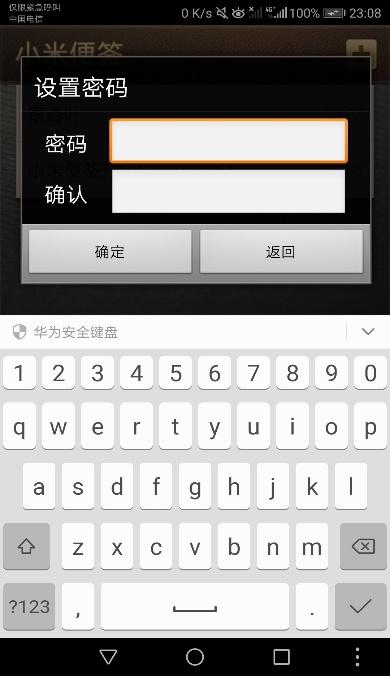 仅限紧急呼叫
中国电信
0 K/s 4G 100% 23:08
小米便签
设置密码
密码
确认
确定 返回
华为安全键盘
1 2 3 4 5 6 7 8 9 0
q w e r t y u i o p
a s d f g h j k l
z x c v b n m
?123 , .